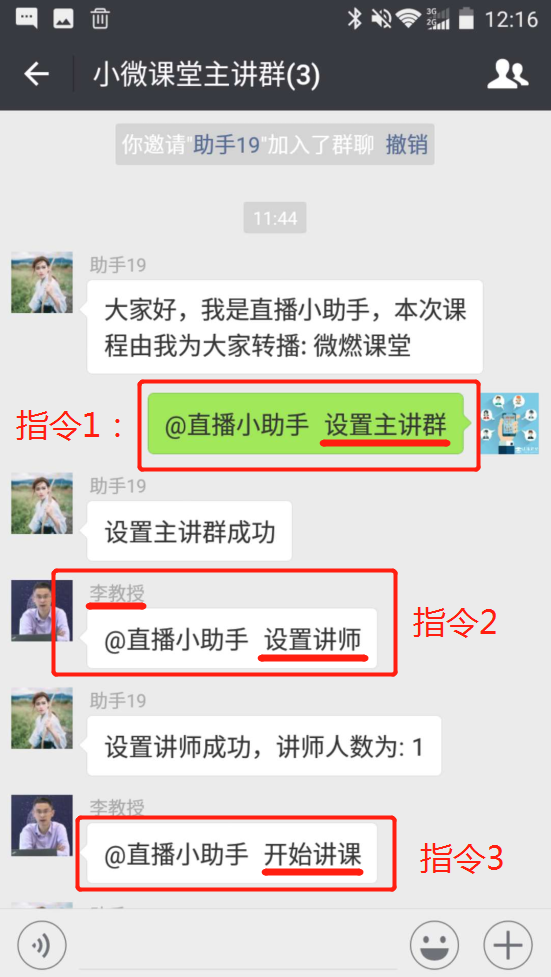 3G
2G
12:16
小微课堂主讲群(3)
你邀请"助手19"加入了群聊 撤销
11:44
助手19
大家好，我是直播小助手，本次课
程由我为大家转播: 微燃课堂
指令1：
@直播小助手 设置主讲群
助手19
设置主讲群成功
李教授
@直播小助手 设置讲师
指令2
助手19
设置讲师成功，讲师人数为: 1
李教授
@直播小助手 开始讲课
指令3